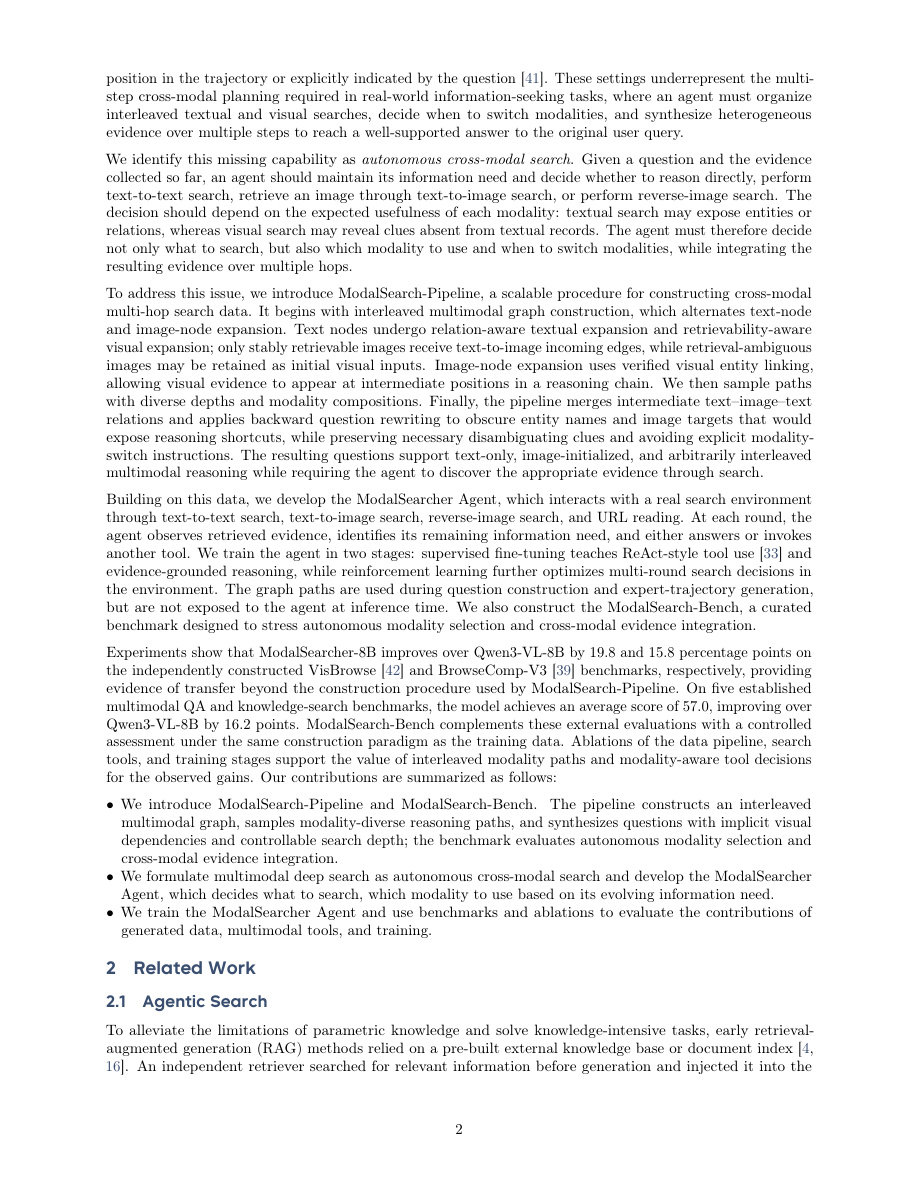 position in the trajectory or explicitly indicated by the question [41]. These settings underrepresent the multi-
step cross-modal planning required in real-world information-seeking tasks, where an agent must organize
interleaved textual and visual searches, decide when to switch modalities, and synthesize heterogeneous
evidence over multiple steps to reach a well-supported answer to the original user query.
We identify this missing capability as autonomous cross-modal search. Given a question and the evidence
collected so far, an agent should maintain its information need and decide whether to reason directly, perform
text-to-text search, retrieve an image through text-to-image search, or perform reverse-image search. The
decision should depend on the expected usefulness of each modality: textual search may expose entities or
relations, whereas visual search may reveal clues absent from textual records. The agent must therefore decide
not only what to search, but also which modality to use and when to switch modalities, while integrating the
resulting evidence over multiple hops.
To address this issue, we introduce ModalSearch-Pipeline, a scalable procedure for constructing cross-modal
multi-hop search data. It begins with interleaved multimodal graph construction, which alternates text-node
and image-node expansion. Text nodes undergo relation-aware textual expansion and retrievability-aware
visual expansion; only stably retrievable images receive text-to-image incoming edges, while retrieval-ambiguous
images may be retained as initial visual inputs. Image-node expansion uses verified visual entity linking,
allowing visual evidence to appear at intermediate positions in a reasoning chain. We then sample paths
with diverse depths and modality compositions. Finally, the pipeline merges intermediate text–image–text
relations and applies backward question rewriting to obscure entity names and image targets that would
expose reasoning shortcuts, while preserving necessary disambiguating clues and avoiding explicit modality-
switch instructions. The resulting questions support text-only, image-initialized, and arbitrarily interleaved
multimodal reasoning while requiring the agent to discover the appropriate evidence through search.
Building on this data, we develop the ModalSearcher Agent, which interacts with a real search environment
through text-to-text search, text-to-image search, reverse-image search, and URL reading. At each round, the
agent observes retrieved evidence, identifies its remaining information need, and either answers or invokes
another tool. We train the agent in two stages: supervised fine-tuning teaches ReAct-style tool use [33] and
evidence-grounded reasoning, while reinforcement learning further optimizes multi-round search decisions in
the environment. The graph paths are used during question construction and expert-trajectory generation,
but are not exposed to the agent at inference time. We also construct the ModalSearch-Bench, a curated
benchmark designed to stress autonomous modality selection and cross-modal evidence integration.
Experiments show that ModalSearcher-8B improves over Qwen3-VL-8B by 19.8 and 15.8 percentage points on
the independently constructed VisBrowse [42] and BrowseComp-V3 [39] benchmarks, respectively, providing
evidence of transfer beyond the construction procedure used by ModalSearch-Pipeline. On five established
multimodal QA and knowledge-search benchmarks, the model achieves an average score of 57.0, improving over
Qwen3-VL-8B by 16.2 points. ModalSearch-Bench complements these external evaluations with a controlled
assessment under the same construction paradigm as the training data. Ablations of the data pipeline, search
tools, and training stages support the value of interleaved modality paths and modality-aware tool decisions
for the observed gains. Our contributions are summarized as follows:
• We introduce ModalSearch-Pipeline and ModalSearch-Bench. The pipeline constructs an interleaved
multimodal graph, samples modality-diverse reasoning paths, and synthesizes questions with implicit visual
dependencies and controllable search depth; the benchmark evaluates autonomous modality selection and
cross-modal evidence integration.
• We formulate multimodal deep search as autonomous cross-modal search and develop the ModalSearcher
Agent, which decides what to search, which modality to use based on its evolving information need.
• We train the ModalSearcher Agent and use benchmarks and ablations to evaluate the contributions of
generated data, multimodal tools, and training.
2 Related Work
2.1 Agentic Search
To alleviate the limitations of parametric knowledge and solve knowledge-intensive tasks, early retrieval-
augmented generation (RAG) methods relied on a pre-built external knowledge base or document index [4,
16]. An independent retriever searched for relevant information before generation and injected it into the
2